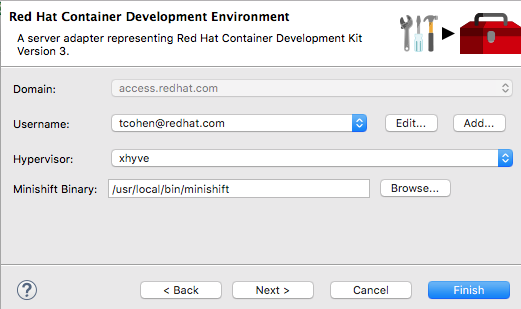 Red Hat Container Development Environment
A server adapter representing Red Hat Container Development Kit
Version 3.
Domain: access.redhat.com
Username: tcohen@redhat.com Edit... Add...
Hypervisor: xhyve
Minishift Binary: /usr/local/bin/minishift Browse...
? < Back Next > Cancel Finish